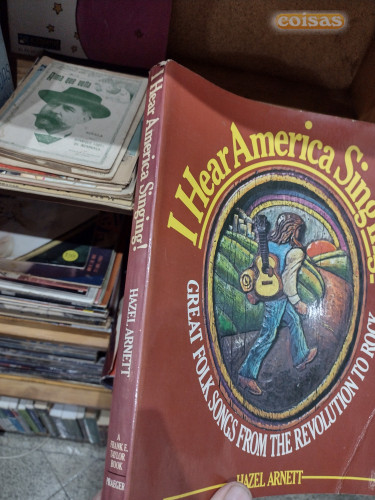 coisas
I Hear America Singing!
GREAT FOLK SONGS FROM THE REVOLUTION TO ROCK
HAZEL ARNETT
I Hear America Singing!
HAZEL ARNETT
A
FRANK E.
TAYLOR
BOOK
PRAEGER